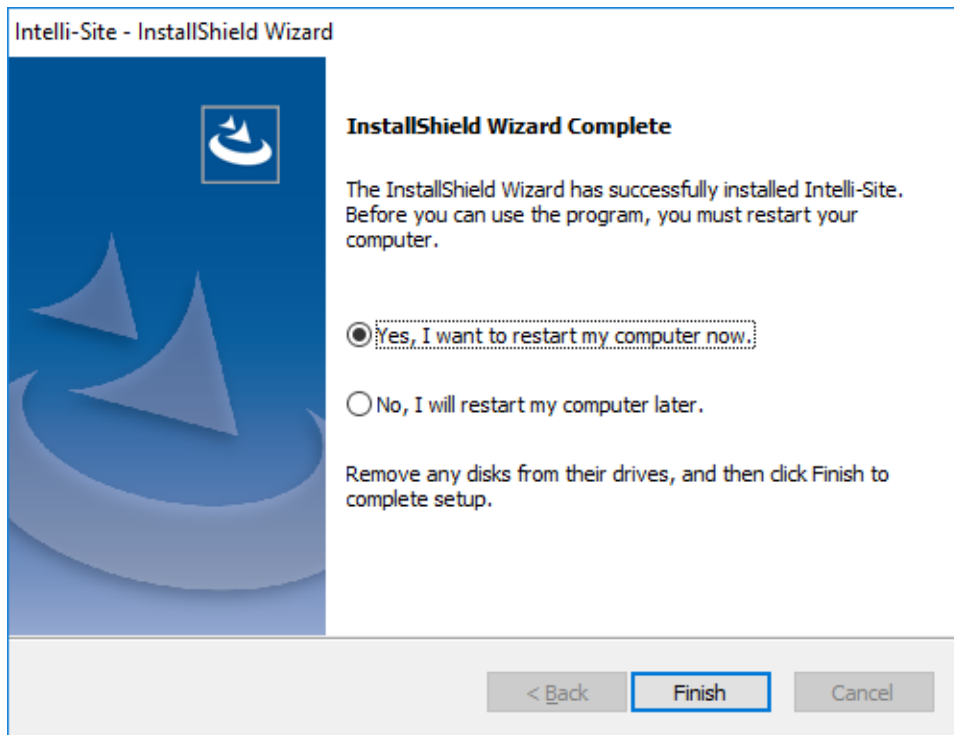 Intelli-Site - InstallShield Wizard
InstallShield Wizard Complete
The InstallShield Wizard has successfully installed Intelli-Site.
Before you can use the program, you must restart your
computer.
Yes, I want to restart my computer now.
No, I will restart my computer later.
Remove any disks from their drives, and then click Finish to
complete setup.
< Back Finish Cancel